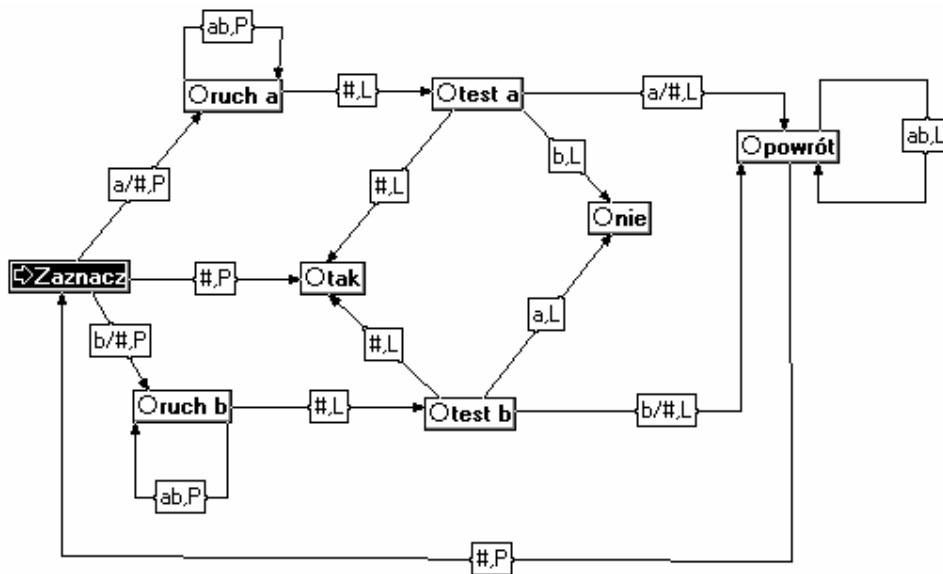 ab,P
ruch a
#,L
test a
a/#,L
powrót
ab,L
b,L
a/#,P
#,L
nie
Zaznacz
#,P
tak
b/#,P
#,L
a,L
ruch b
#,L
test b
b/#,L
ab,P
#,P